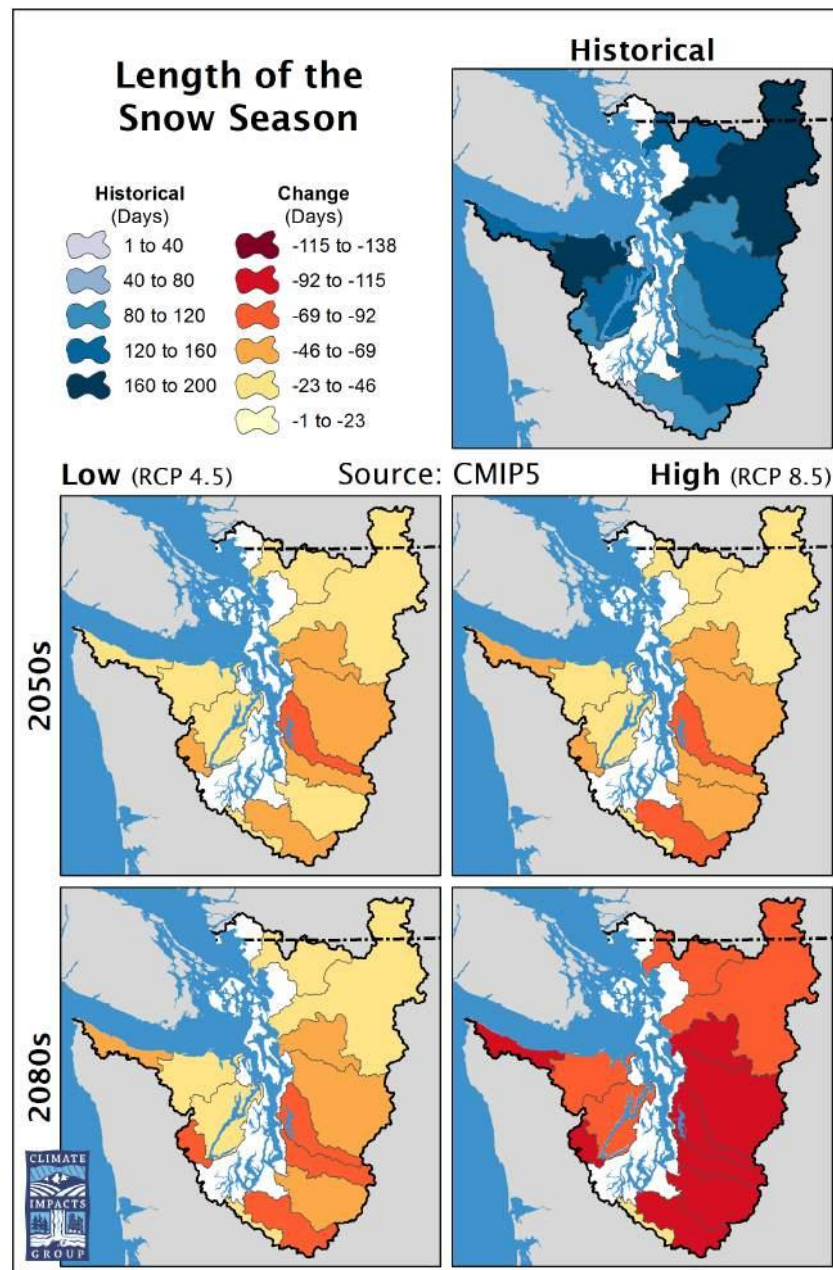 Length of the
Snow Season
Historical
Historical
(Days)
1 to 40
40 to 80
80 to 120
120 to 160
160 to 200
Change
(Days)
-115 to -138
-92 to -115
-69 to -92
-46 to -69
-23 to -46
-1 to -23
Low (RCP 4.5) Source: CMIP5 High (RCP 8.5)
2050s
2080s
CLIMATE
IMPACTS
GROUP